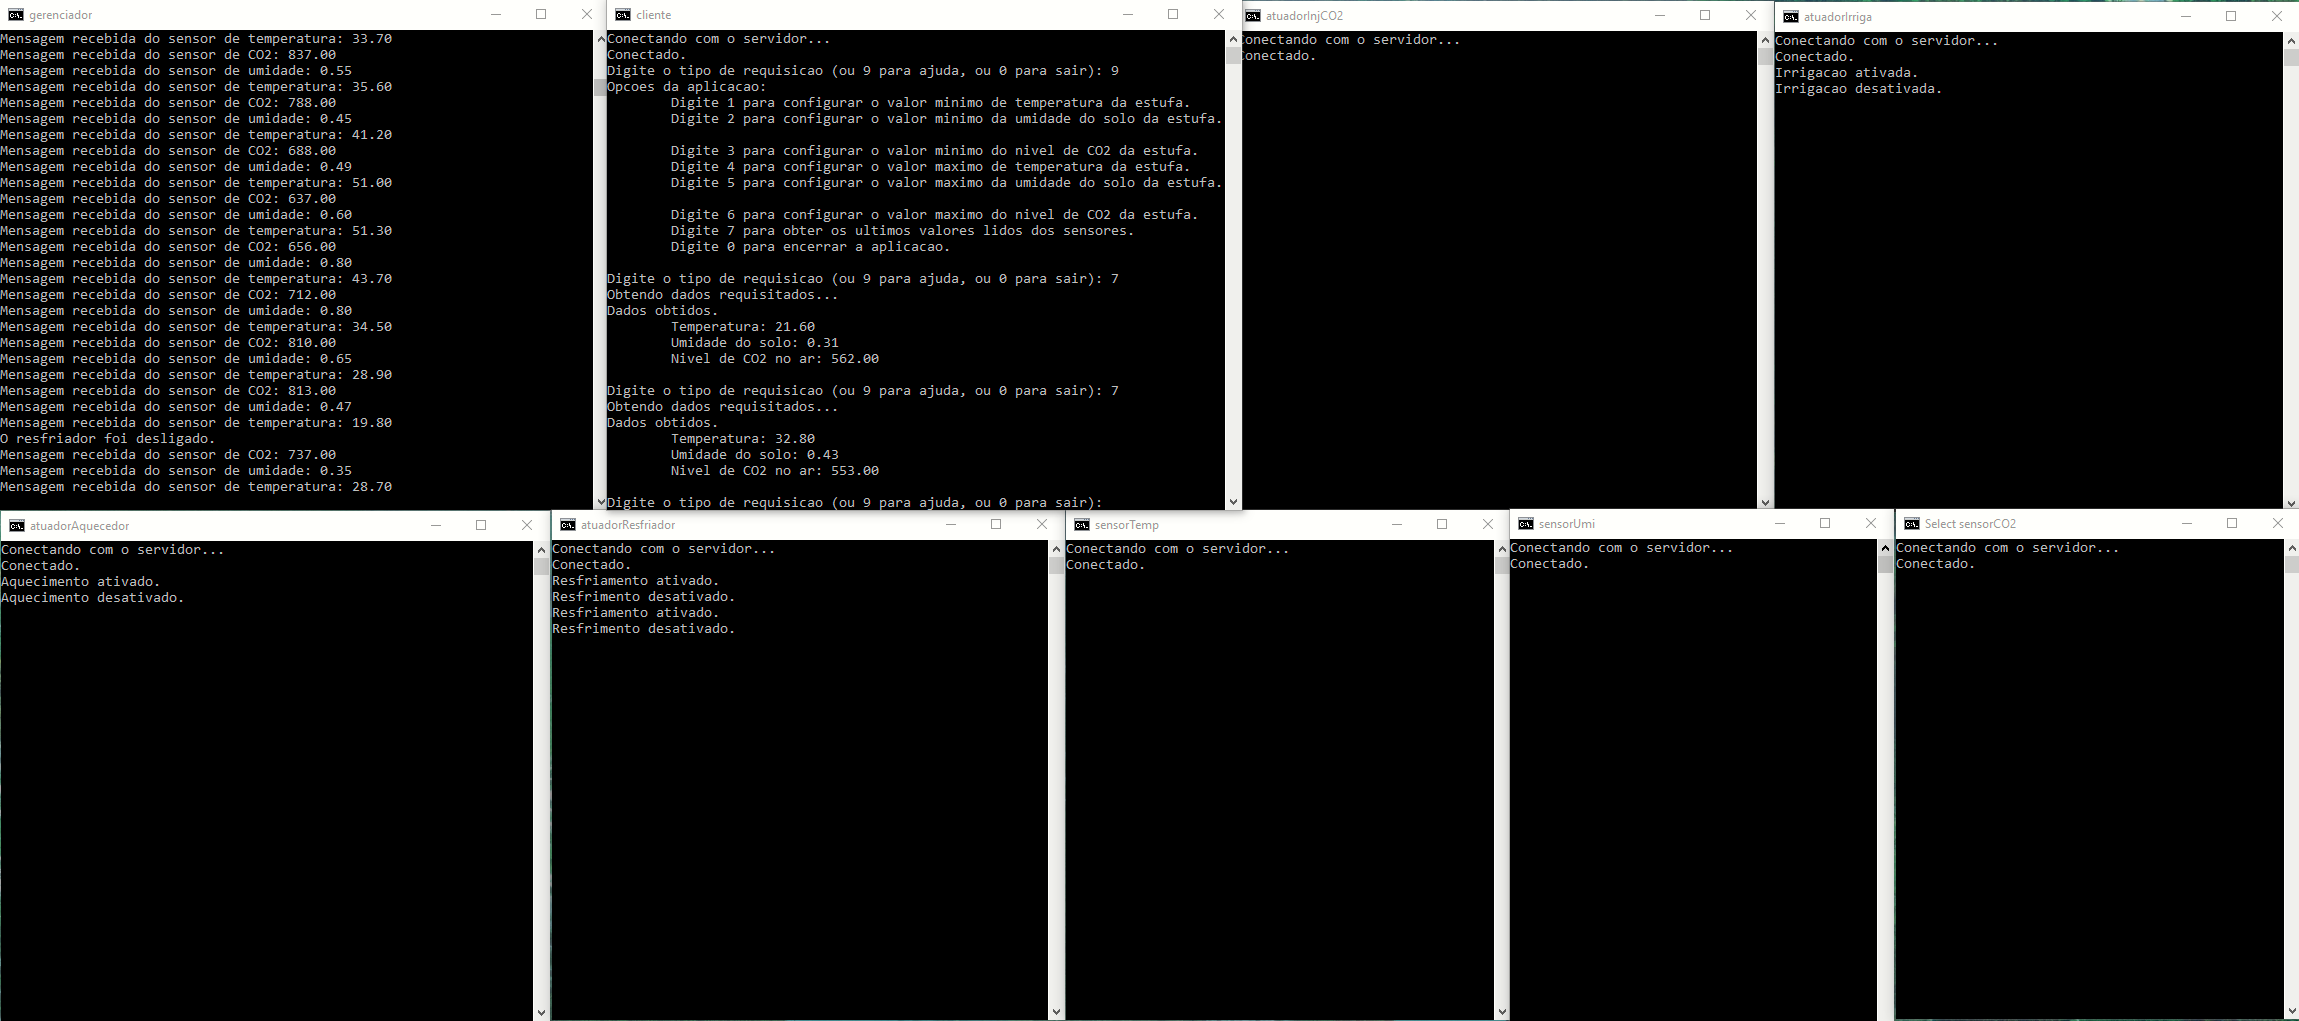 gerenciador
Mensagem recebida do sensor de temperatura: 33.70
Mensagem recebida do sensor de CO2: 837.00
Mensagem recebida do sensor de umidade: 0.55
Mensagem recebida do sensor de temperatura: 35.60
Mensagem recebida do sensor de CO2: 788.00
Mensagem recebida do sensor de umidade: 0.45
Mensagem recebida do sensor de temperatura: 41.20
Mensagem recebida do sensor de CO2: 688.00
Mensagem recebida do sensor de umidade: 0.49
Mensagem recebida do sensor de temperatura: 51.00
Mensagem recebida do sensor de CO2: 637.00
Mensagem recebida do sensor de umidade: 0.60
Mensagem recebida do sensor de temperatura: 51.30
Mensagem recebida do sensor de CO2: 656.00
Mensagem recebida do sensor de umidade: 0.80
Mensagem recebida do sensor de temperatura: 43.70
Mensagem recebida do sensor de CO2: 712.00
Mensagem recebida do sensor de umidade: 0.80
Mensagem recebida do sensor de temperatura: 34.50
Mensagem recebida do sensor de CO2: 810.00
Mensagem recebida do sensor de umidade: 0.65
Mensagem recebida do sensor de temperatura: 28.90
Mensagem recebida do sensor de CO2: 813.00
Mensagem recebida do sensor de umidade: 0.47
Mensagem recebida do sensor de temperatura: 19.80
O resfriador foi desligado.
Mensagem recebida do sensor de CO2: 737.00
Mensagem recebida do sensor de umidade: 0.35
Mensagem recebida do sensor de temperatura: 28.70
cliente
Conectando com o servidor...
Conectado.
Digite o tipo de requisicao (ou 9 para ajuda, ou 0 para sair): 9
Opcoes da aplicacao:
Digite 1 para configurar o valor minimo de temperatura da estufa.
Digite 2 para configurar o valor minimo da umidade do solo da estufa.
Digite 3 para configurar o valor minimo do nivel de CO2 da estufa.
Digite 4 para configurar o valor maximo de temperatura da estufa.
Digite 5 para configurar o valor maximo da umidade do solo da estufa.
Digite 6 para configurar o valor maximo do nivel de CO2 da estufa.
Digite 7 para obter os ultimos valores lidos dos sensores.
Digite 0 para encerrar a aplicacao.
Digite o tipo de requisicao (ou 9 para ajuda, ou 0 para sair): 7
Obtendo dados requisitados...
Dados obtidos.
Temperatura: 21.60
Umidade do solo: 0.31
Nivel de CO2 no ar: 562.00
Digite o tipo de requisicao (ou 9 para ajuda, ou 0 para sair): 7
Obtendo dados requisitados...
Dados obtidos.
Temperatura: 32.80
Umidade do solo: 0.43
Nivel de CO2 no ar: 553.00
Digite o tipo de requisicao (ou 9 para ajuda, ou 0 para sair):
atuadorInjCO2
Conectando com o servidor...
Conectado.
atuadorIrriga
Conectando com o servidor...
Conectado.
Irrigacao ativada.
Irrigacao desativada.
atuadorAquecedor
Conectando com o servidor...
Conectado.
Aquecimento ativado.
Aquecimento desativado.
atuadorResfriador
Conectando com o servidor...
Conectado.
Resfriamento ativado.
Resfrimento desativado.
Resfriamento ativado.
Resfrimento desativado.
sensorTemp
Conectando com o servidor...
Conectado.
sensorUmi
Conectando com o servidor...
Conectado.
Select sensorCO2
Conectando com o servidor...
Conectado.